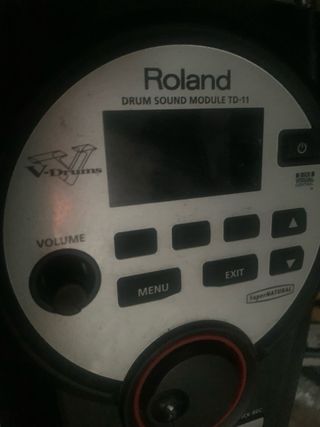 Roland
DRUM SOUND MODULE TD-11
V-Drums
VOLUME
MENU
EXIT
SuperNATURAL